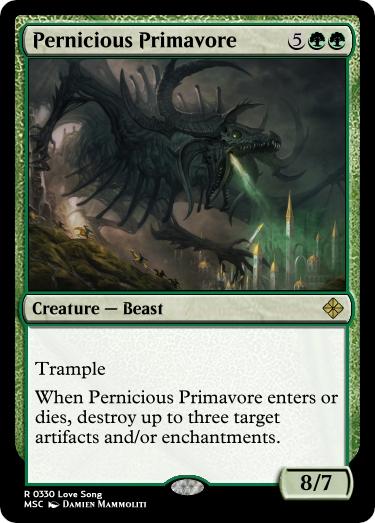 Pernicious Primavore 5
Creature — Beast
Trample
When Pernicious Primavore enters or
dies, destroy up to three target
artifacts and/or enchantments.
8/7
R 0330 Love Song
MSC Damien Mammoliti